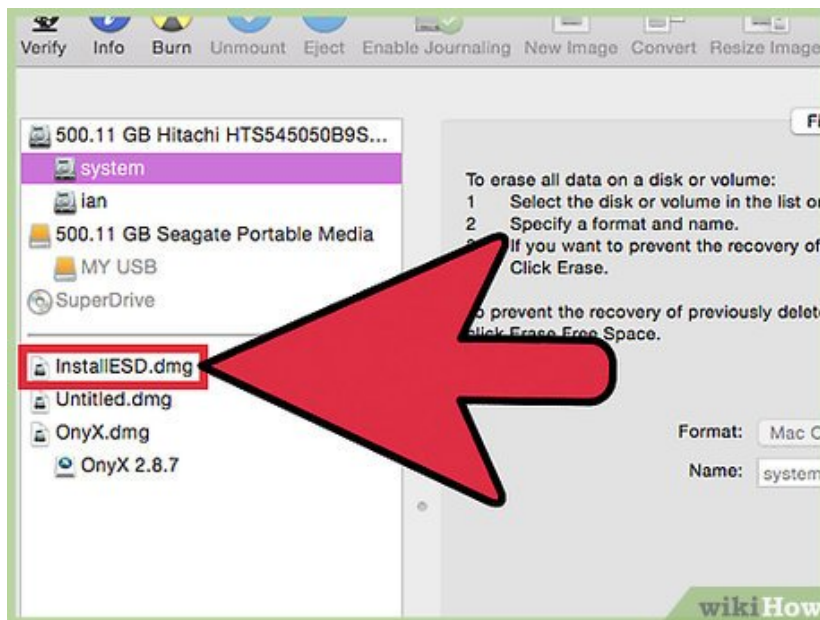 Verify Info Burn Unmount Eject Enable Journaling New Image Convert Resize Image
500.11 GB Hitachi HTS545050B9S...
system
ian
500.11 GB Seagate Portable Media
MY USB
SuperDrive
InstallESD.dmg
Untitled.dmg
OnyX.dmg
OnyX 2.8.7
To erase all data on a disk or volume:
1 Select the disk or volume in the list
2 Specify a format and name.
If you want to prevent the recovery of
Click Erase.
prevent the recovery of previously
click Erase Free Space.
Format: Mac
Name: system
wikiHow